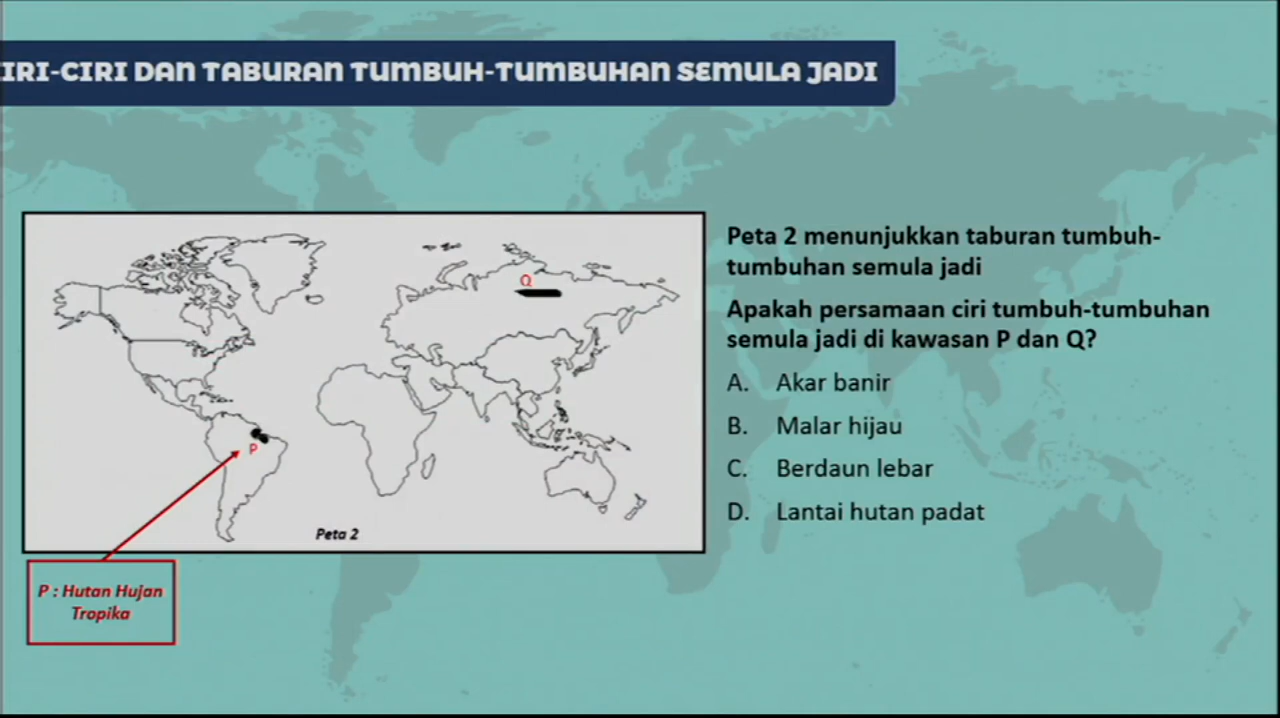 IRI-CIRI DAN TABURAN TUMBUH-TUMBUHAN SEMULA JADI
Q
P
Peta 2
P : Hutan Hujan
Tropika
Peta 2 menunjukkan taburan tumbuh-
tumbuhan semula jadi
Apakah persamaan ciri tumbuh-tumbuhan
semula jadi di kawasan P dan Q?
A. Akar banir
B. Malar hijau
C. Berdaun lebar
D. Lantai hutan padat